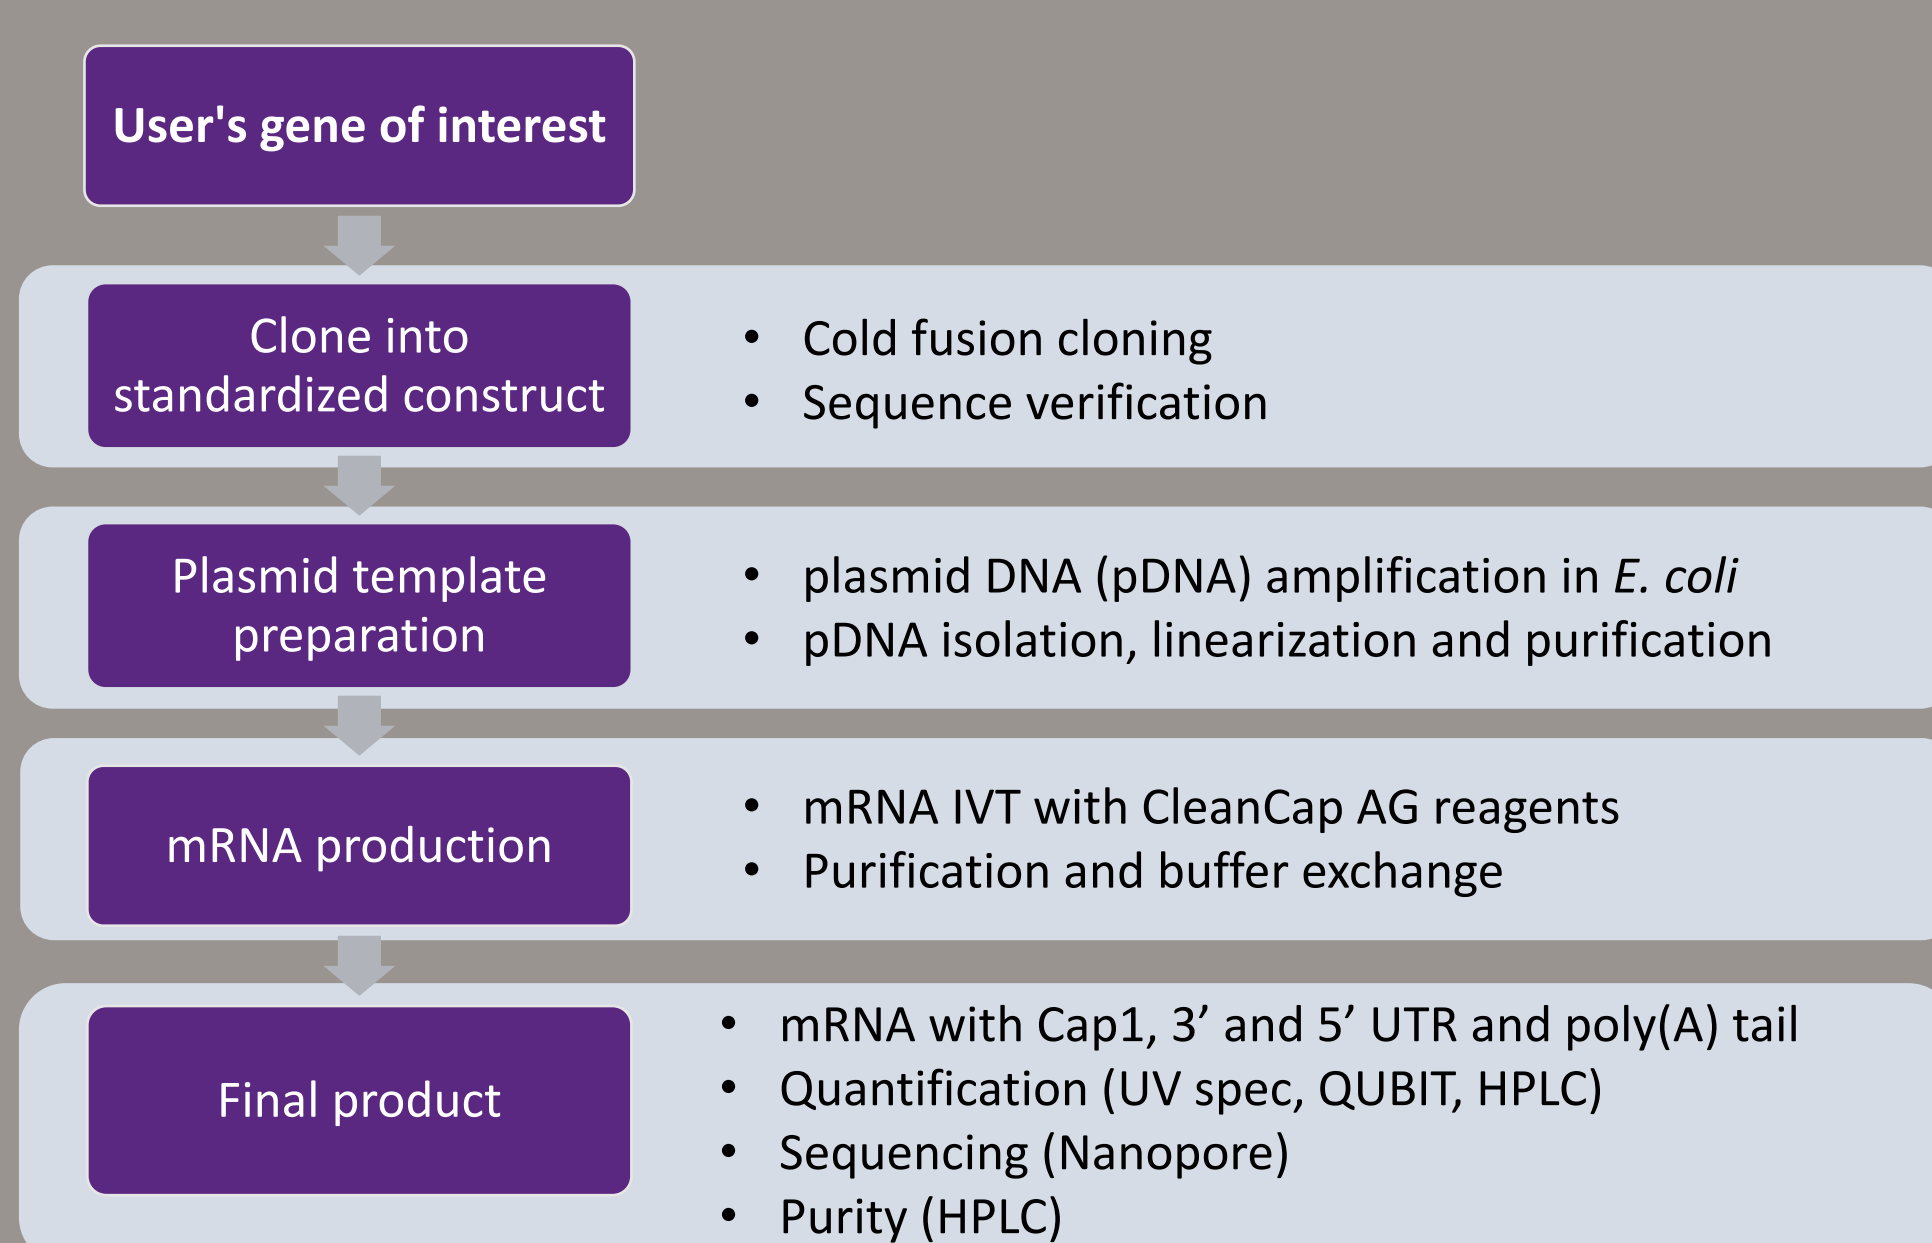 User's gene of interest
Clone into
standardized construct
• Cold fusion cloning
• Sequence verification
Plasmid template
preparation
• plasmid DNA (pDNA) amplification in E. coli
• pDNA isolation, linearization and purification
mRNA production
• mRNA IVT with CleanCap AG reagents
• Purification and buffer exchange
Final product
• mRNA with Cap1, 3’ and 5’ UTR and poly(A) tail
• Quantification (UV spec, QUBIT, HPLC)
• Sequencing (Nanopore)
• Purity (HPLC)